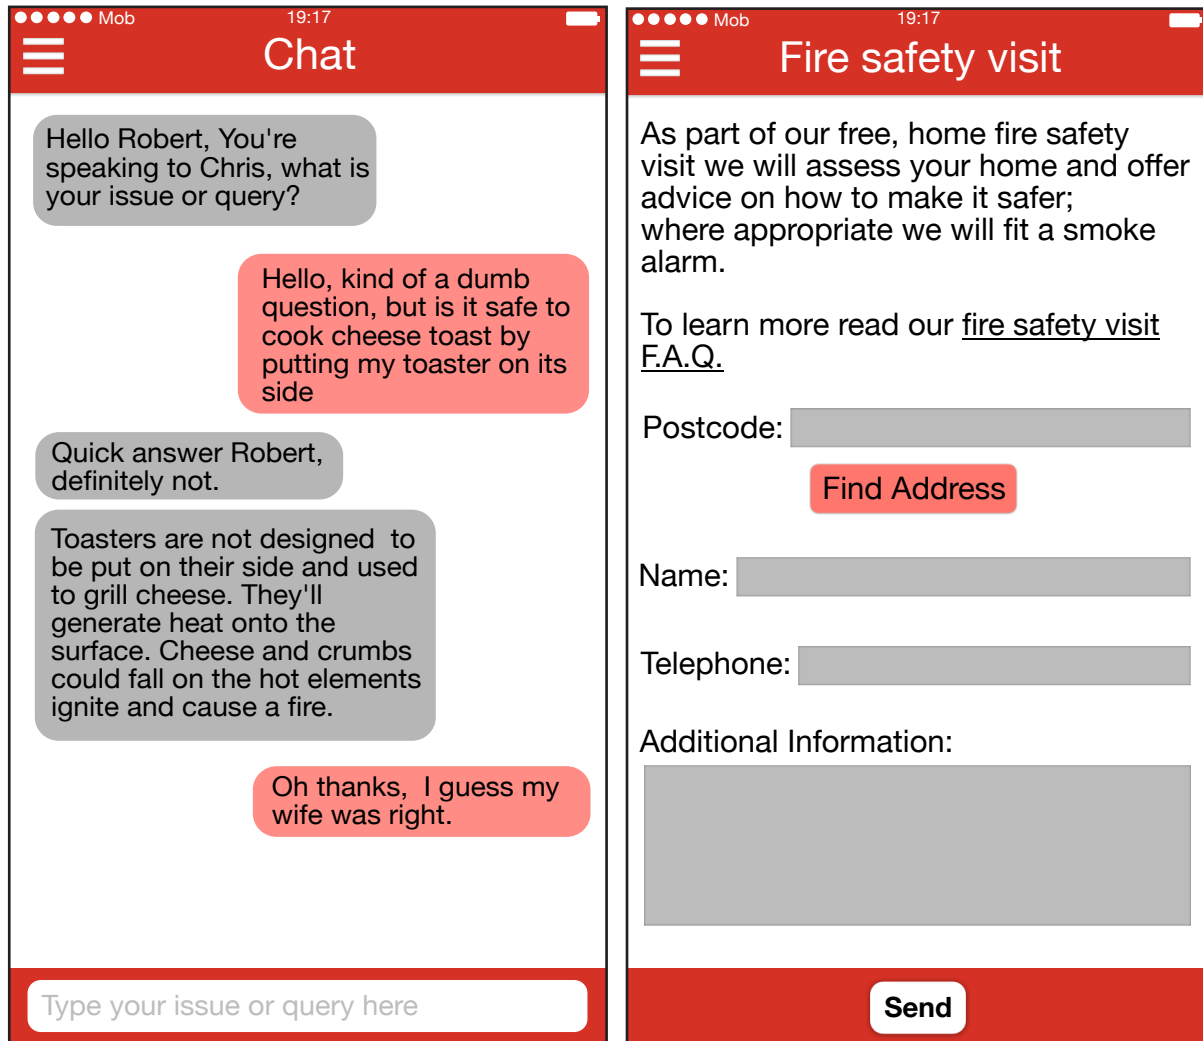 Mob 19:17
Chat
Hello Robert, You're
speaking to Chris, what is
your issue or query?
Hello, kind of a dumb
question, but is it safe to
cook cheese toast by
putting my toaster on its
side
Quick answer Robert,
definitely not.
Toasters are not designed  to
be put on their side and used
to grill cheese. They'll
generate heat onto the
surface. Cheese and crumbs
could fall on the hot elements
ignite and cause a fire.
Oh thanks,  I guess my
wife was right.
Type your issue or query here
Mob 19:17
Fire safety visit
As part of our free, home fire safety
visit we will assess your home and offer
advice on how to make it safer;
where appropriate we will fit a smoke
alarm.
To learn more read our fire safety visit
F.A.Q.
Postcode:
Find Address
Name:
Telephone:
Additional Information:
Send